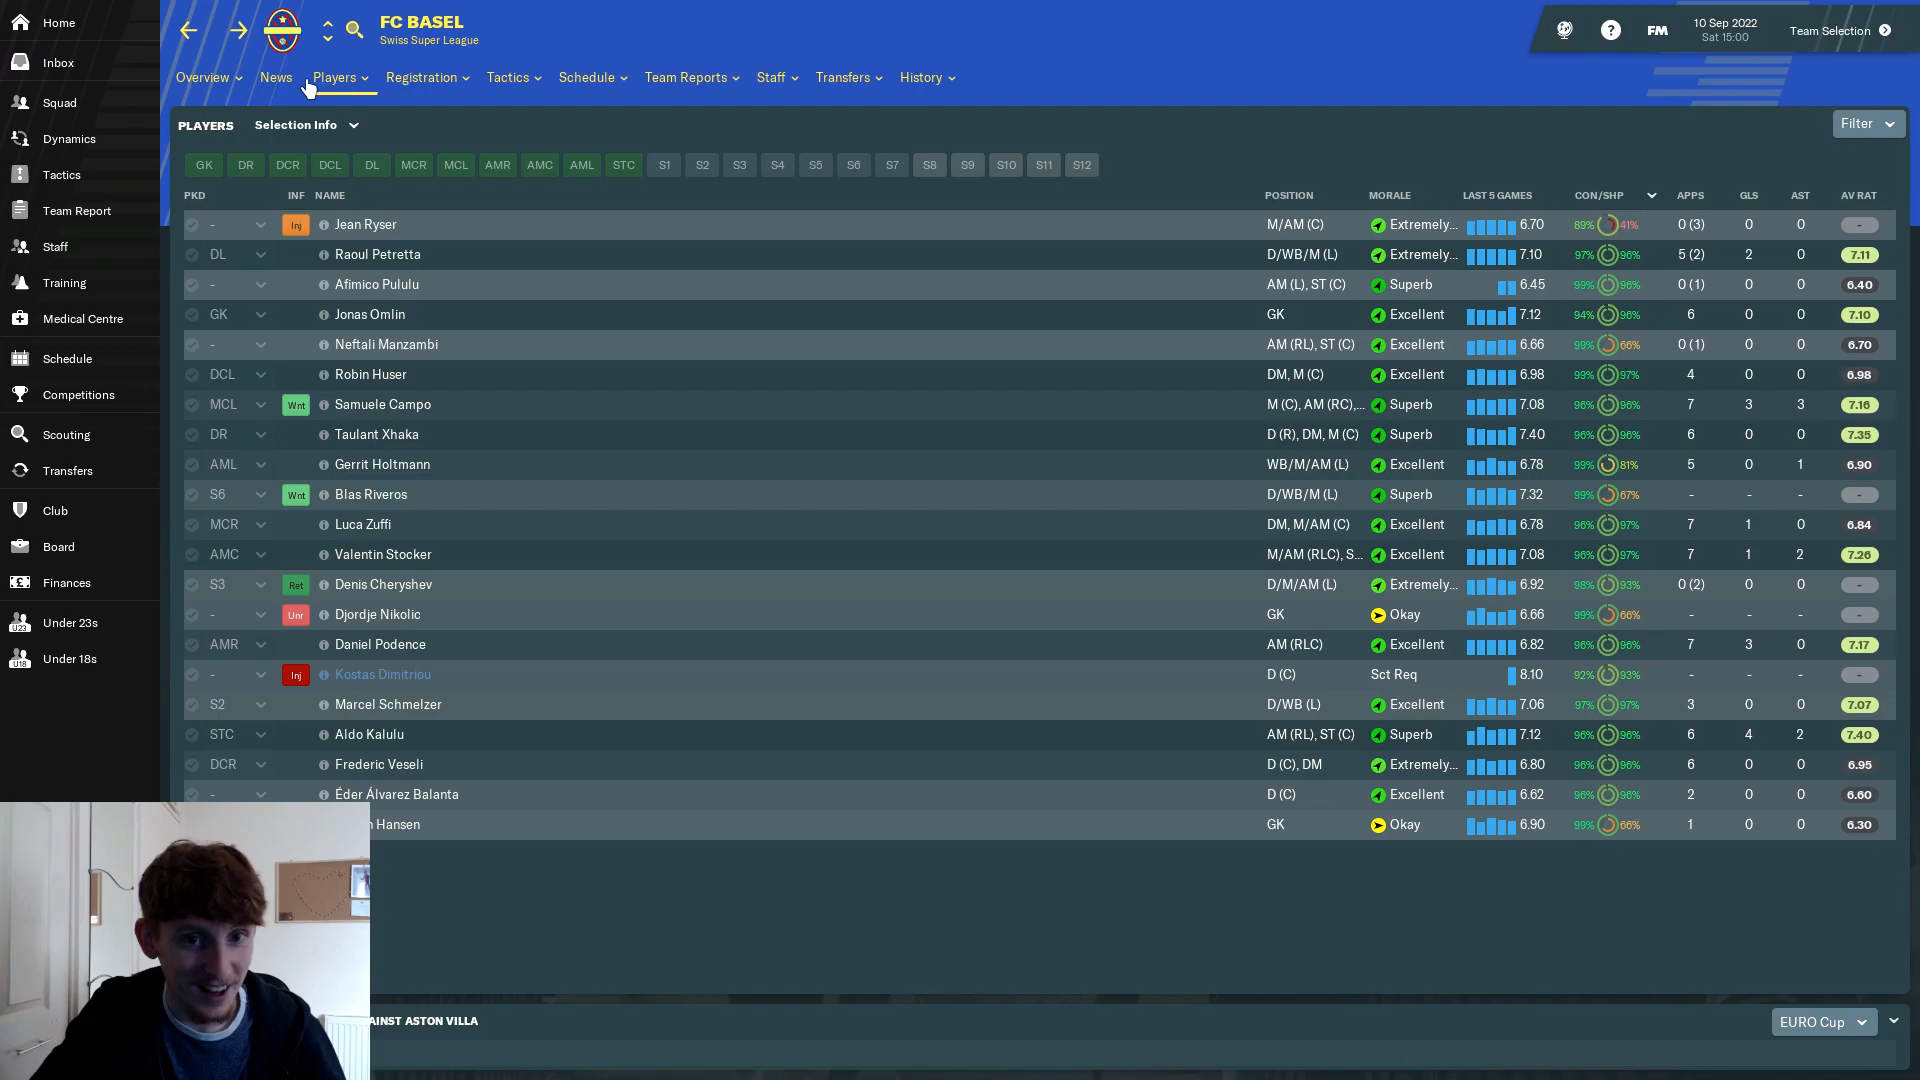 Home
Inbox
Squad
Dynamics
Tactics
Team Report
Staff
Training
Medical Centre
Schedule
Competitions
Scouting
Transfers
Club
Board
Finances
U23 Under 23s
U18 Under 18s
FC BASEL
Swiss Super League
? FM 10 Sep 2022 Sat 15:00 Team Selection
Overview News Players Registration Tactics Schedule Team Reports Staff Transfers History
PLAYERS Selection Info Filter
GK DR DCR DCL DL MCR MCL AMR AMC AML STC S1 S2 S3 S4 S5 S6 S7 S8 S9 S10 S11 S12
PKD INF NAME POSITION MORALE LAST 5 GAMES CON/SHP APPS GLS AST AV RAT
- Inj Jean Ryser M/AM (C) Extremely... 6.70 89% 41% 0 (3) 0 0 -
DL Raoul Petretta D/WB/M (L) Extremely... 7.10 97% 96% 5 (2) 2 0 7.11
- Afimico Pululu AM (L), ST (C) Superb 6.45 99% 96% 0 (1) 0 0 6.40
GK Jonas Omlin GK Excellent 7.12 94% 96% 6 0 0 7.10
- Neftali Manzambi AM (RL), ST (C) Excellent 6.66 99% 66% 0 (1) 0 0 6.70
DCL Robin Huser DM, M (C) Excellent 6.98 99% 97% 4 0 0 6.98
MCL Wnt Samuele Campo M (C), AM (RC),... Superb 7.08 96% 96% 7 3 3 7.16
DR Taulant Xhaka D (R), DM, M (C) Superb 7.40 96% 96% 6 0 0 7.35
AML Gerrit Holtmann WB/M/AM (L) Excellent 6.78 99% 81% 5 0 1 6.90
S6 Wnt Blas Riveros D/WB/M (L) Superb 7.32 99% 67% - - - -
MCR Luca Zuffi DM, M/AM (C) Excellent 6.78 96% 97% 7 1 0 6.84
AMC Valentin Stocker M/AM (RLC), S... Excellent 7.08 96% 97% 7 1 2 7.26
S3 Ret Denis Cheryshev D/M/AM (L) Extremely... 6.92 98% 93% 0 (2) 0 0 -
- Unr Djordje Nikolic GK Okay 6.66 99% 66% - - - -
AMR Daniel Podence AM (RLC) Excellent 6.82 96% 96% 7 3 0 7.17
- Inj Kostas Dimitriou D (C) Sct Req 8.10 92% 93% - - - -
S2 Marcel Schmelzer D/WB (L) Excellent 7.06 97% 97% 3 0 0 7.07
STC Aldo Kalulu AM (RL), ST (C) Superb 7.12 96% 96% 6 4 2 7.40
DCR Frederic Veseli D (C), DM Extremely... 6.80 96% 96% 6 0 0 6.95
- Éder Álvarez Balanta D (C) Excellent 6.62 96% 96% 2 0 0 6.60
Hansen GK Okay 6.90 99% 66% 1 0 0 6.30
AINST ASTON VILLA EURO Cup